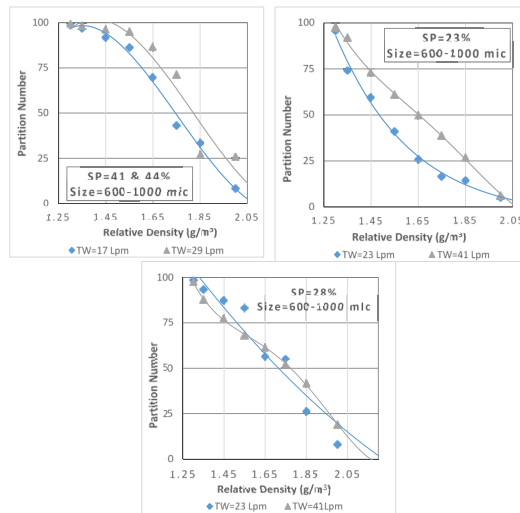 100
75
50
25
0
Partition Number
SP=41 & 44%
Size=600-1000 mic
1.25 1.45 1.65 1.85 2.05
Relative Density (g/m³)
TW=17 Lpm TW=29 Lpm
100
75
50
25
0
Partition Number
SP=23%
Size=600-1000 mic
1.25 1.45 1.65 1.85 2.05
Relative Density (g/m³)
TW=23 Lpm TW=41 Lpm
100
75
50
25
0
Partition Number
SP=28%
Size=600-1000 mic
1.25 1.45 1.65 1.85 2.05
Relative Density (g/m³)
TW=23 Lpm TW=41Lpm